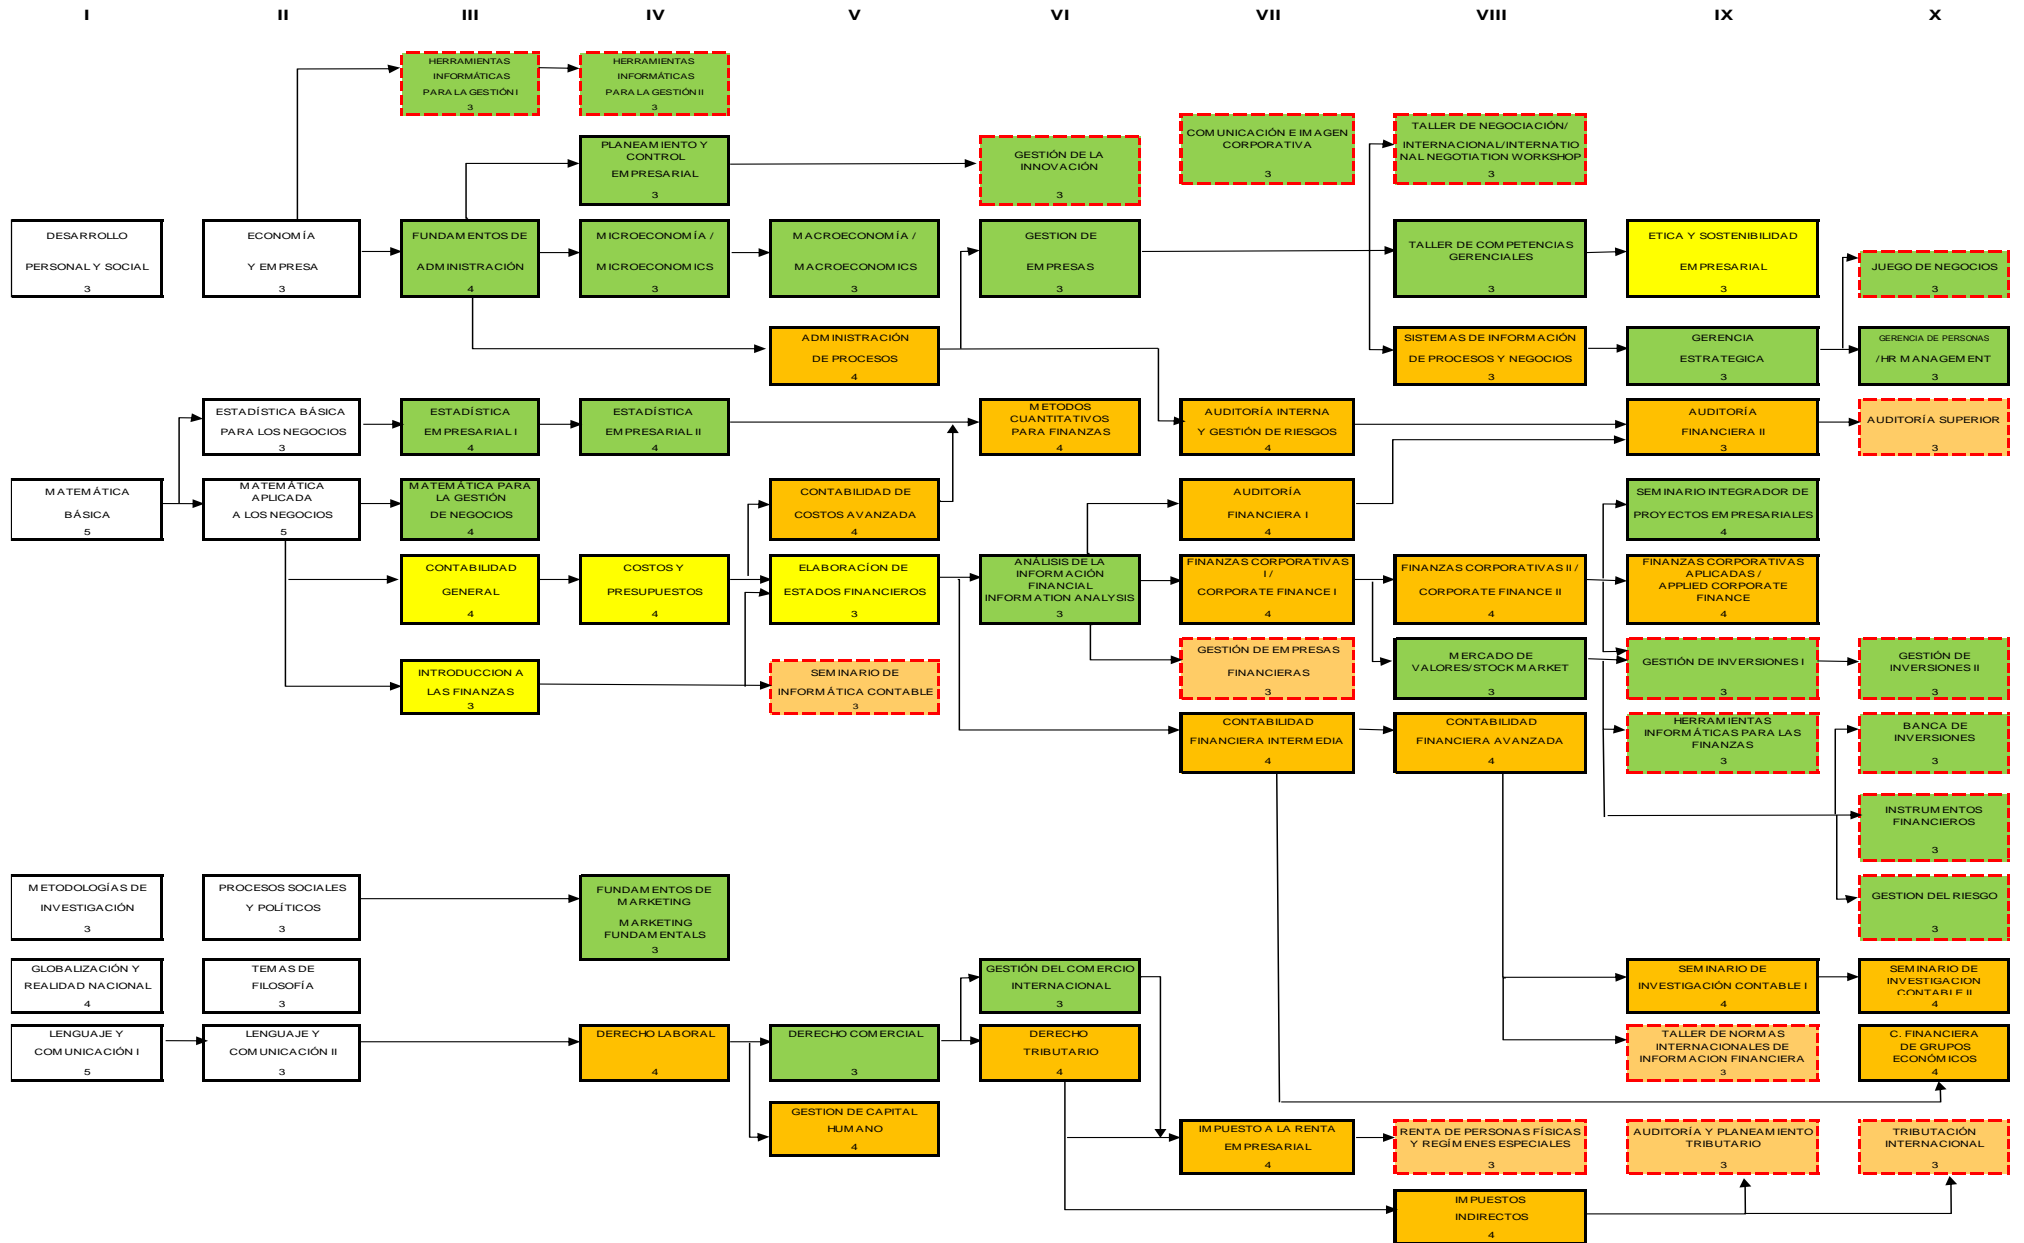 I II III IV V VI VII VIII IX X
HERRAMIENTAS
INFORMÁTICAS
PARA LA GESTIÓN I
3
HERRAMIENTAS
INFORMÁTICAS
PARA LA GESTIÓN II
3
PLANEAMIENTO Y
CONTROL
EMPRESARIAL
3
GESTIÓN DE LA
INNOVACIÓN
3
COMUNICACIÓN E IMAGEN
CORPORATIVA
3
TALLER DE NEGOCIACIÓN/
INTERNACIONAL/INTERNATIO
NAL NEGOTIATION WORKSHOP
3
DESARROLLO
PERSONAL Y SOCIAL
3
ECONOMÍA
Y EMPRESA
3
FUNDAMENTOS DE
ADMINISTRACIÓN
4
MICROECONOMÍA /
MICROECONOMICS
3
MACROECONOMÍA /
MACROECONOMICS
3
GESTION DE
EMPRESAS
3
TALLER DE COMPETENCIAS
GERENCIALES
3
ETICA Y SOSTENIBILIDAD
EMPRESARIAL
3
JUEGO DE NEGOCIOS
3
ADMINISTRACIÓN
DE PROCESOS
4
SISTEMAS DE INFORMACIÓN
DE PROCESOS Y NEGOCIOS
3
GERENCIA
ESTRATEGICA
3
GERENCIA DE PERSONAS
/HR MANAGEMENT
3
ESTADÍSTICA BÁSICA
PARA LOS NEGOCIOS
3
ESTADÍSTICA
EMPRESARIAL I
4
ESTADÍSTICA
EMPRESARIAL II
4
METODOS
CUANTITATIVOS
PARA FINANZAS
4
AUDITORÍA INTERNA
Y GESTIÓN DE RIESGOS
4
AUDITORÍA
FINANCIERA II
3
AUDITORÍA SUPERIOR
3
MATEMÁTICA
BÁSICA
5
MATEMÁTICA
APLICADA
A LOS NEGOCIOS
5
MATEMÁTICA PARA
LA GESTIÓN
DE NEGOCIOS
4
CONTABILIDAD DE
COSTOS AVANZADA
4
AUDITORÍA
FINANCIERA I
4
SEMINARIO INTEGRADOR DE
PROYECTOS EMPRESARIALES
4
CONTABILIDAD
GENERAL
4
COSTOS Y
PRESUPUESTOS
4
ELABORACÍON DE
ESTADOS FINANCIEROS
3
ANÁLISIS DE LA
INFORMACIÓN
FINANCIAL
INFORMATION ANALYSIS
3
FINANZAS CORPORATIVAS
I /
CORPORATE FINANCE I
4
FINANZAS CORPORATIVAS II /
CORPORATE FINANCE II
4
FINANZAS CORPORATIVAS
APLICADAS /
APPLIED CORPORATE
FINANCE
4
INTRODUCCION A
LAS FINANZAS
3
SEMINARIO DE
INFORMÁTICA CONTABLE
3
GESTIÓN DE EMPRESAS
FINANCIERAS
3
MERCADO DE
VALORES/STOCK MARKET
3
GESTIÓN DE INVERSIONES I
3
GESTIÓN DE
INVERSIONES II
3
CONTABILIDAD
FINANCIERA INTERMEDIA
4
CONTABILIDAD
FINANCIERA AVANZADA
4
HERRAMIENTAS
INFORMÁTICAS PARA LAS
FINANZAS
3
BANCA DE
INVERSIONES
3
INSTRUMENTOS
FINANCIEROS
3
METODOLOGÍAS DE
INVESTIGACIÓN
3
PROCESOS SOCIALES
Y POLÍTICOS
3
FUNDAMENTOS DE
MARKETING
MARKETING
FUNDAMENTALS
3
GESTION DEL RIESGO
3
GLOBALIZACIÓN Y
REALIDAD NACIONAL
4
TEMAS DE
FILOSOFÍA
3
GESTIÓN DEL COMERCIO
INTERNACIONAL
3
SEMINARIO DE
INVESTIGACIÓN CONTABLE I
4
SEMINARIO DE
INVESTIGACION
CONTABLE II
4
LENGUAJE Y
COMUNICACIÓN I
5
LENGUAJE Y
COMUNICACIÓN II
3
DERECHO LABORAL
4
DERECHO COMERCIAL
3
DERECHO
TRIBUTARIO
4
TALLER DE NORMAS
INTERNACIONALES DE
INFORMACION FINANCIERA
3
C. FINANCIERA
DE GRUPOS
ECONÓMICOS
4
GESTION DE CAPITAL
HUMANO
4
IMPUESTO A LA RENTA
EMPRESARIAL
4
RENTA DE PERSONAS FÍSICAS
Y REGÍMENES ESPECIALES
3
AUDITORÍA Y PLANEAMIENTO
TRIBUTARIO
3
TRIBUTACIÓN
INTERNACIONAL
3
IMPUESTOS
INDIRECTOS
4